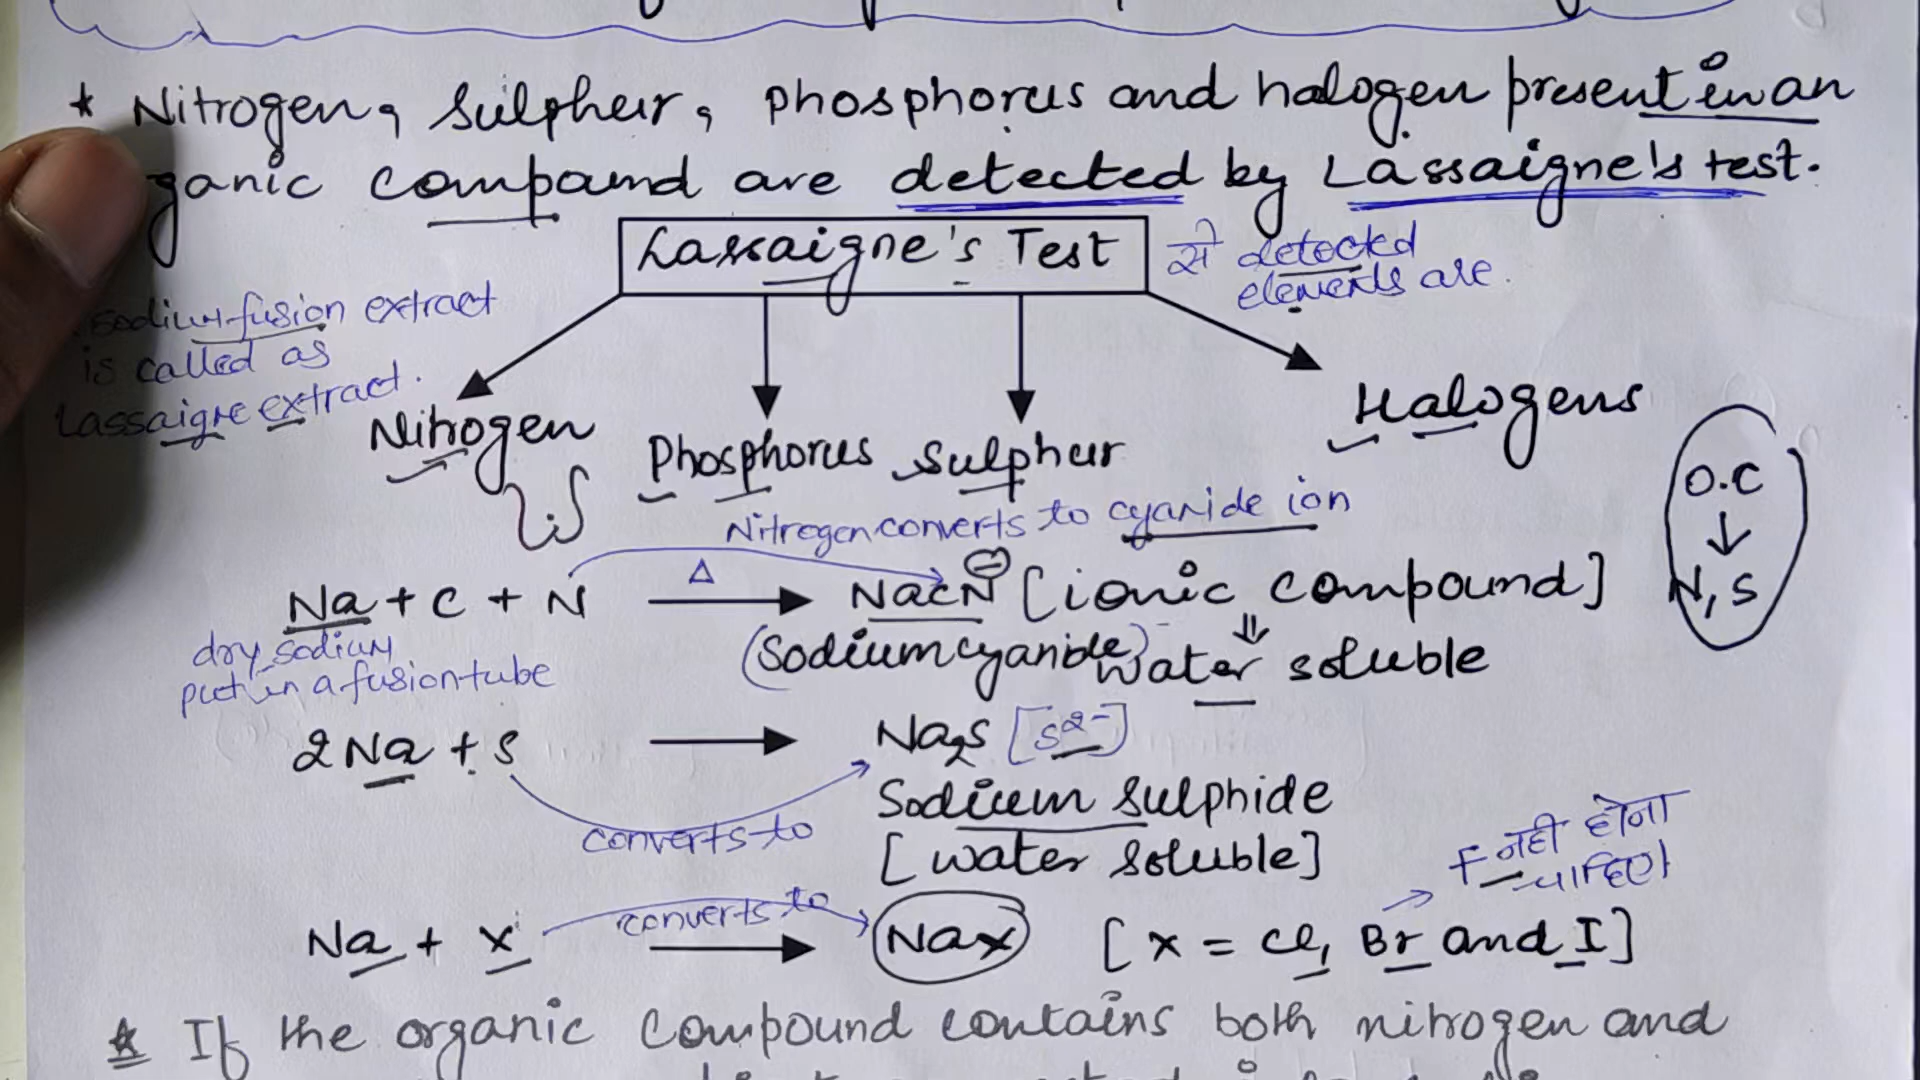 * Nitrogen, Sulphur, phosphorus and halogen present in an
ganic compound are detected by Lassaigne's test.
Lassaigne's Test
से detected
elements are.
sodium fusion extract
is called as
Lassaigne extract.
Nitrogen
Phosphorus
Sulphur
Halogens
O.C
↓
N, S
Nitrogen converts to cyanide ion
Na + C + N Δ → NaCN⊖ [ionic compound]
dry sodium
put in a fusion tube
(Sodium cyanide)
⇓
water soluble
2Na + S → Na₂S [S²⁻]
converts to
Sodium Sulphide
[water soluble]
F नहीं होना
चाहिए।
converts to
Na + X → NaX [X = Cl, Br and I]
* If the organic compound contains both nitrogen and